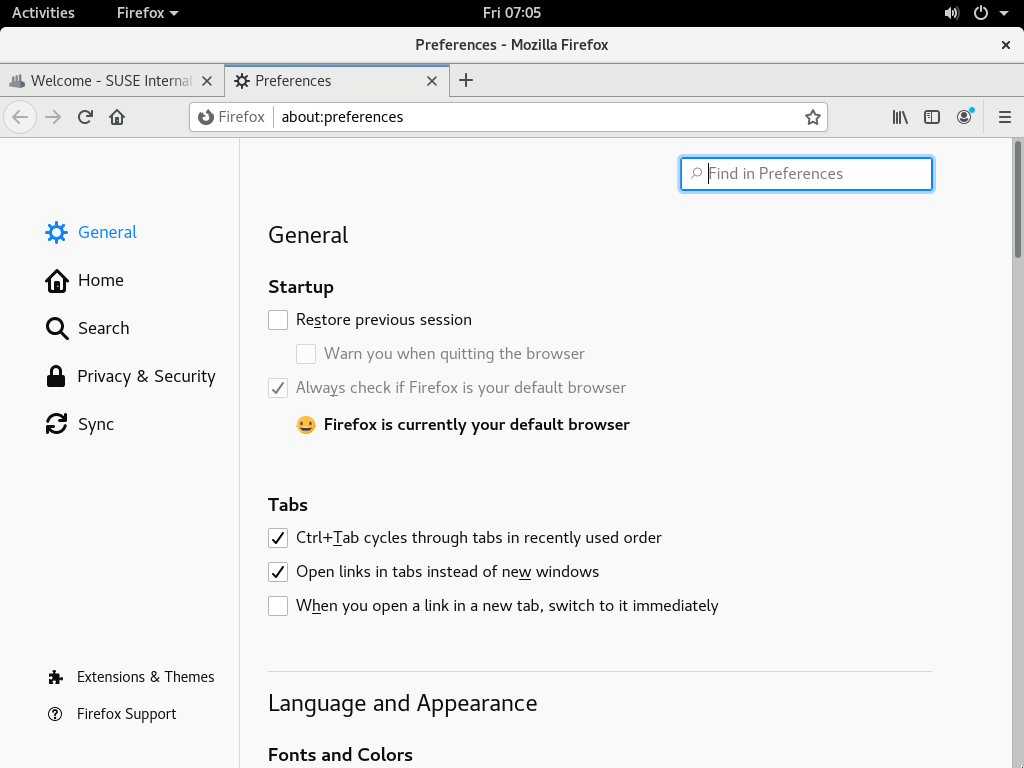 Activities
Firefox
Fri 07:05
Preferences - Mozilla Firefox
Welcome - SUSE Internal
Preferences
Firefox
about:preferences
Find in Preferences
General
Home
Search
Privacy & Security
Sync
Extensions & Themes
Firefox Support
General
Startup
Restore previous session
Warn you when quitting the browser
Always check if Firefox is your default browser
Firefox is currently your default browser
Tabs
Ctrl+Tab cycles through tabs in recently used order
Open links in tabs instead of new windows
When you open a link in a new tab, switch to it immediately
Language and Appearance
Fonts and Colors